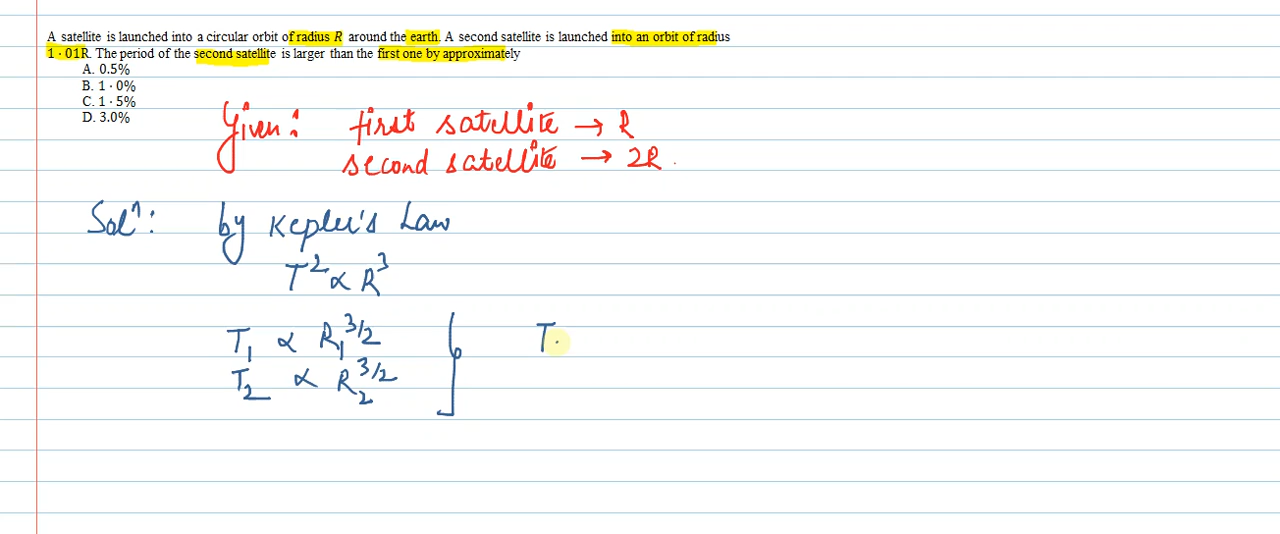 A satellite is launched into a circular orbit of radius R around the earth. A second satellite is launched into an orbit of radius
1 · 01R. The period of the second satellite is larger than the first one by approximately
A. 0.5%
B. 1 · 0%
C. 1 · 5%
D. 3.0%
Given: first satellite → R
second satellite → 2R.
Solⁿ: by Kepler's Law
T² ∝ R³
T₁ ∝ R₁^3/2
T₂ ∝ R₂^3/2
T.